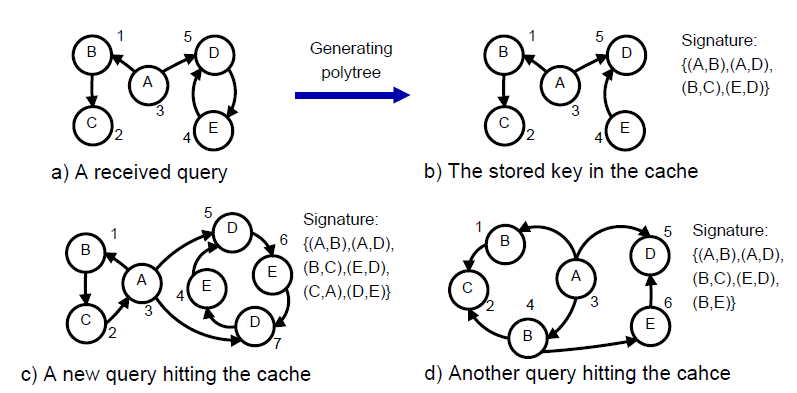 1
5
B
D
A
C
3
2
4
E
a) A received query
Generating
polytree
1
5
B
D
A
C
3
2
4
E
Signature:
{(A,B),(A,D),
(B,C),(E,D)}
b) The stored key in the cache
5
D
1
6
B
A
E
E
4
3
C
2
D
7
Signature:
{(A,B),(A,D),
(B,C),(E,D),
(C,A),(D,E)}
c) A new query hitting the cache
1
5
B
D
A
C
2
4
3
6
B
E
Signature:
{(A,B),(A,D),
(B,C),(E,D),
(B,E)}
d) Another query hitting the cahce